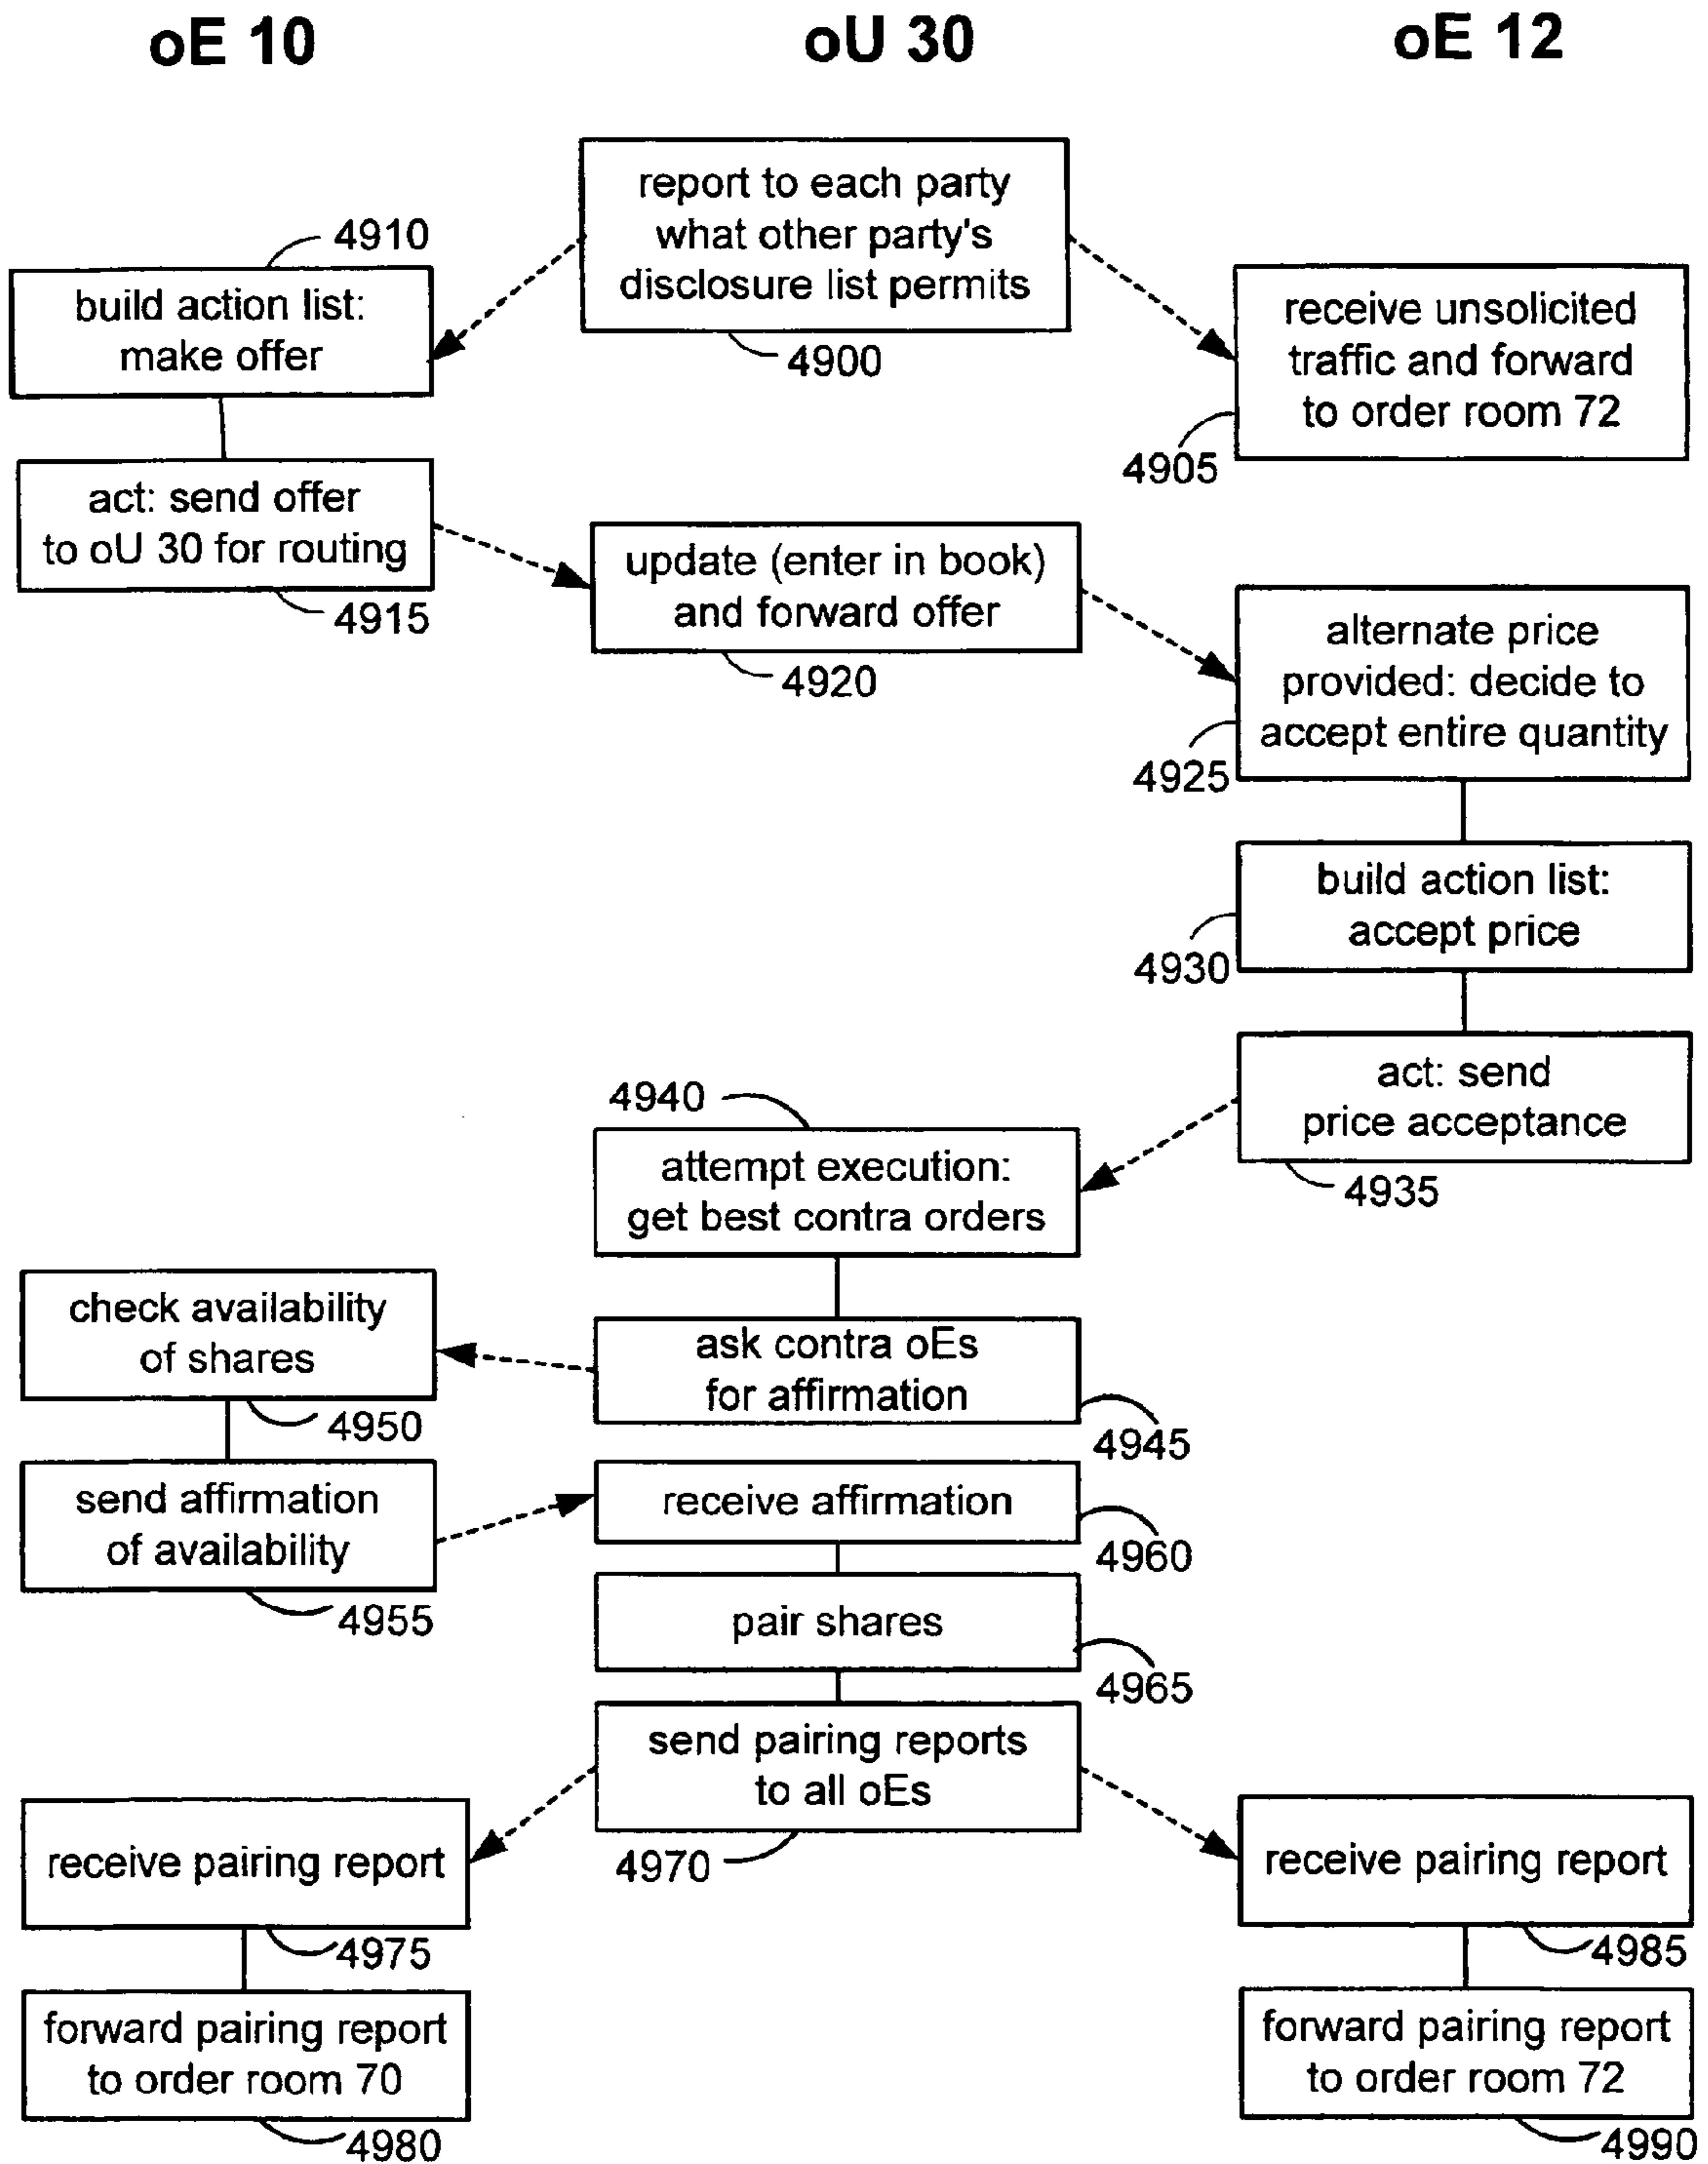 oE 10
oU 30
oE 12
report to each party
what other party's
disclosure list permits
4900
4910
build action list:
make offer
receive unsolicited
traffic and forward
to order room 72
4905
act: send offer
to oU 30 for routing
4915
update (enter in book)
and forward offer
4920
alternate price
provided: decide to
accept entire quantity
4925
build action list:
accept price
4930
act: send
price acceptance
4935
4940
attempt execution:
get best contra orders
ask contra oEs
for affirmation
4945
check availability
of shares
4950
send affirmation
of availability
4955
receive affirmation
4960
pair shares
4965
send pairing reports
to all oEs
4970
receive pairing report
4975
forward pairing report
to order room 70
4980
receive pairing report
4985
forward pairing report
to order room 72
4990